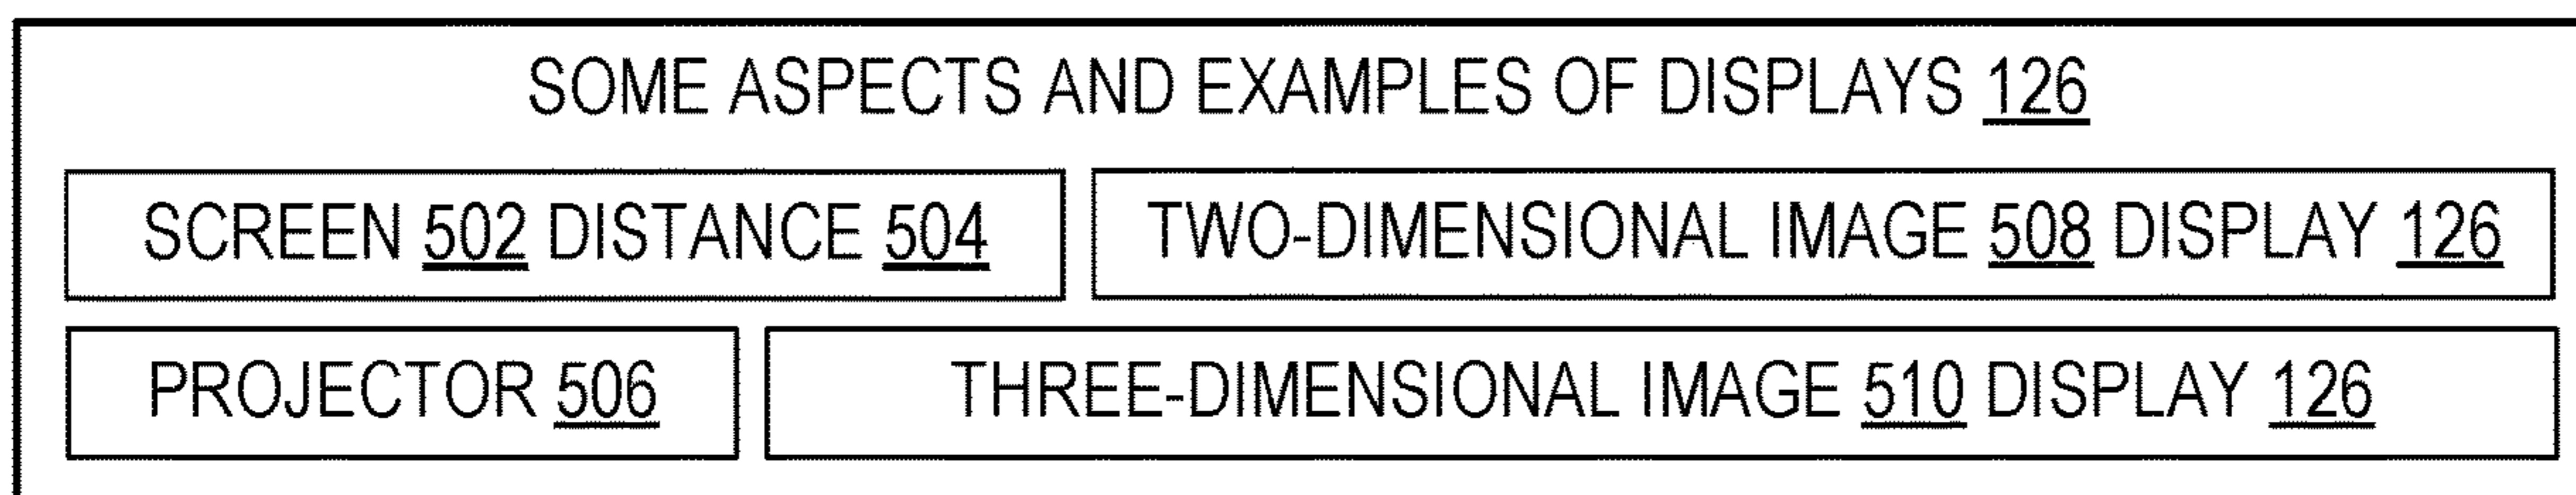 SOME ASPECTS AND EXAMPLES OF DISPLAYS 126
SCREEN 502 DISTANCE 504
TWO-DIMENSIONAL IMAGE 508 DISPLAY 126
PROJECTOR 506
THREE-DIMENSIONAL IMAGE 510 DISPLAY 126